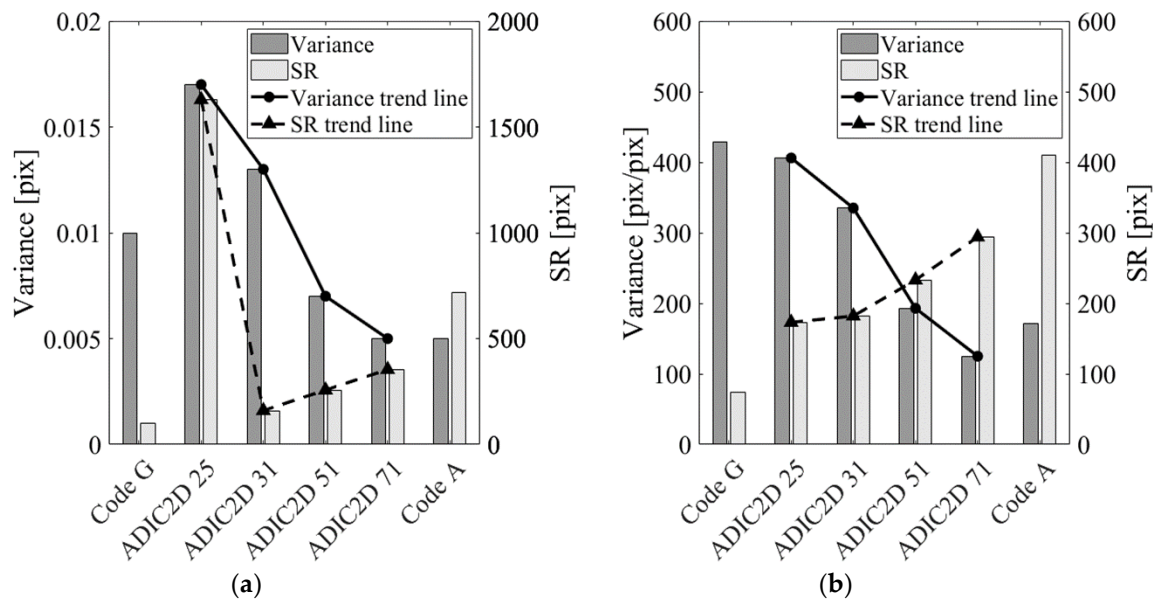 0.02
0.015
0.01
0.005
0
Variance [pix]
2000
1500
1000
500
0
SR [pix]
Variance
SR
Variance trend line
SR trend line
Code G
ADIC2D 25
ADIC2D 31
ADIC2D 51
ADIC2D 71
Code A
(a)
600
500
400
300
200
100
0
Variance [pix/pix]
600
500
400
300
200
100
0
SR [pix]
Variance
SR
Variance trend line
SR trend line
Code G
ADIC2D 25
ADIC2D 31
ADIC2D 51
ADIC2D 71
Code A
(b)